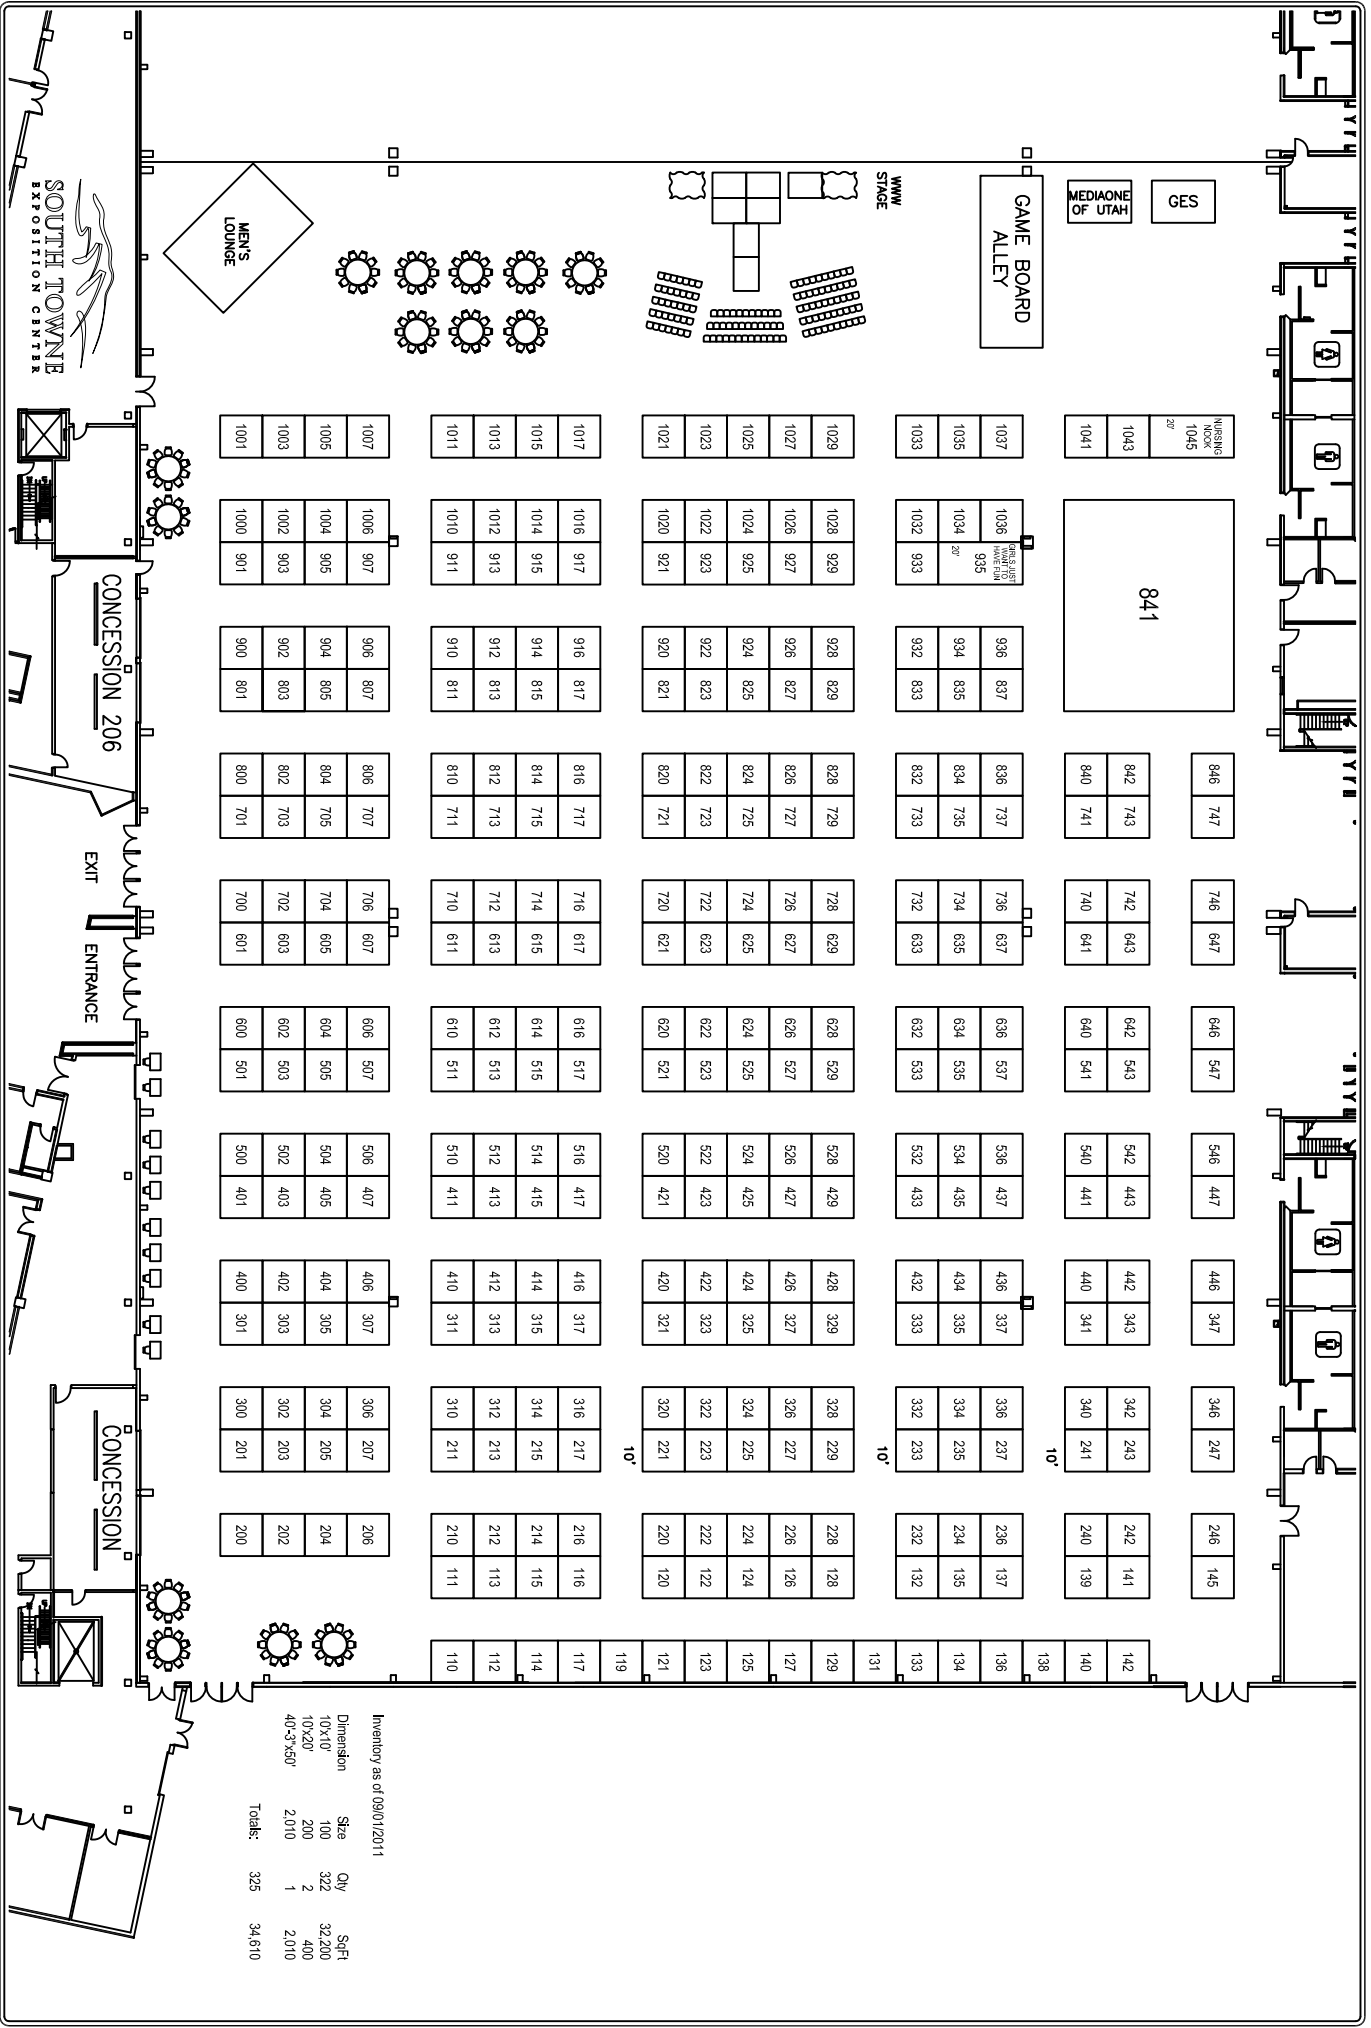 GES
MEDIAONE
OF UTAH
GAME BOARD
ALLEY
WWW
STAGE
MEN'S
LOUNGE
NURSING
NOOK
1045
20'
846 747 746 647 646 547 546 447 446 347 346 247 246 145
841
1043 842 743 742 643 642 543 542 443 442 343 342 243 242 141 142
1041 840 741 740 641 640 541 540 441 440 341 340 241 240 139 140
10'
138
GIRLS JUST
WANT TO
HAVE FUN
935
20'
1037 1036 936 837 836 737 736 637 636 537 536 437 436 337 336 237 236 137 136
1035 1034 934 835 834 735 734 635 634 535 534 435 434 335 334 235 234 135 134
1033 1032 933 932 833 832 733 732 633 632 533 532 433 432 333 332 233 232 132 133
10'
131
1029 1028 929 928 829 828 729 728 629 628 529 528 429 428 329 328 229 228 128 129
1027 1026 927 926 827 826 727 726 627 626 527 526 427 426 327 326 227 226 126 127
1025 1024 925 924 825 824 725 724 625 624 525 524 425 424 325 324 225 224 124 125
1023 1022 923 922 823 822 723 722 623 622 523 522 423 422 323 322 223 222 122 123
1021 1020 921 920 821 820 721 720 621 620 521 520 421 420 321 320 221 220 120 121
10'
119
1017 1016 917 916 817 816 717 716 617 616 517 516 417 416 317 316 217 216 116 117
1015 1014 915 914 815 814 715 714 615 614 515 514 415 414 315 314 215 214 115 114
1013 1012 913 912 813 812 713 712 613 612 513 512 413 412 313 312 213 212 113 112
1011 1010 911 910 811 810 711 710 611 610 511 510 411 410 311 310 211 210 111 110
1007 1006 907 906 807 806 707 706 607 606 507 506 407 406 307 306 207 206
1005 1004 905 904 805 804 705 704 605 604 505 504 405 404 305 304 205 204
1003 1002 903 902 803 802 703 702 603 602 503 502 403 402 303 302 203 202
1001 1000 901 900 801 800 701 700 601 600 501 500 401 400 301 300 201 200
Inventory as of 09/01/2011
Dimension Size Qty SqFt
10'x10' 100 322 32,200
10'x20' 200 2 400
40'-3"x50' 2,010 1 2,010
Totals: 325 34,610
CONCESSION 206
EXIT
ENTRANCE
CONCESSION
SOUTH TOWNE
EXPOSITION CENTER